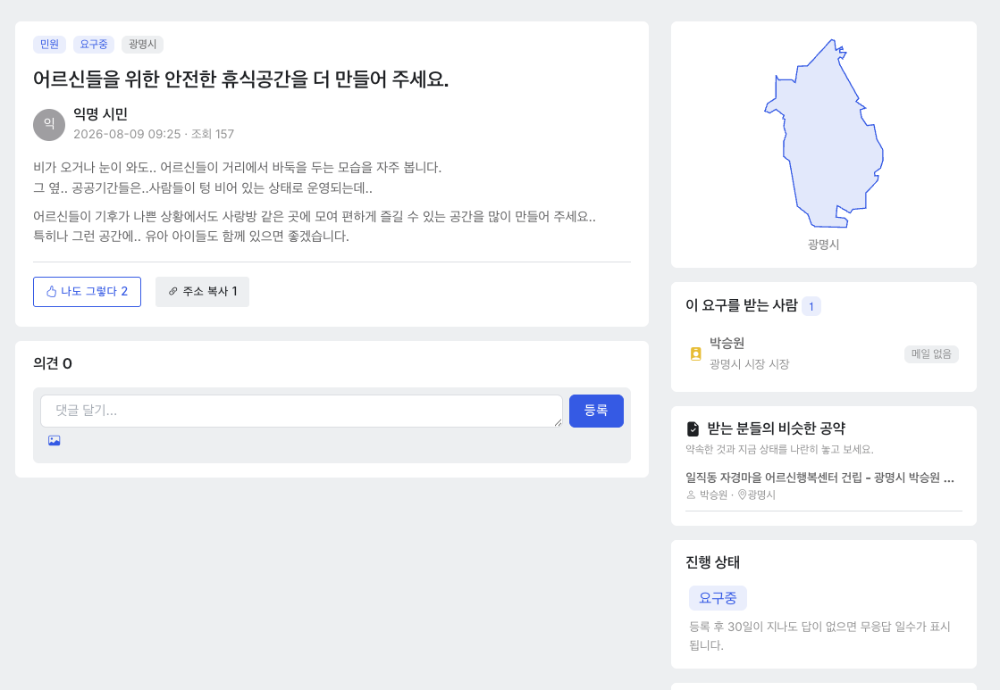 민원 요구중 광명시
어르신들을 위한 안전한 휴식공간을 더 만들어 주세요.
익
익명 시민
2026-08-09 09:25 · 조회 157
비가 오거나 눈이 와도.. 어르신들이 거리에서 바둑을 두는 모습을 자주 봅니다.
그 옆.. 공공기간들은..사람들이 텅 비어 있는 상태로 운영되는데..
어르신들이 기후가 나쁜 상황에서도 사랑방 같은 곳에 모여 편하게 즐길 수 있는 공간을 많이 만들어 주세요..
특히나 그런 공간에.. 유아 아이들도 함께 있으면 좋겠습니다.
나도 그렇다 2
주소 복사 1
의견 0
댓글 달기...
등록
광명시
이 요구를 받는 사람 1
박승원
광명시 시장 시장
메일 없음
받는 분들의 비슷한 공약
약속한 것과 지금 상태를 나란히 놓고 보세요.
일직동 자경마을 어르신행복센터 건립 - 광명시 박승원 ...
박승원 · 광명시
진행 상태
요구중
등록 후 30일이 지나도 답이 없으면 무응답 일수가 표시
됩니다.